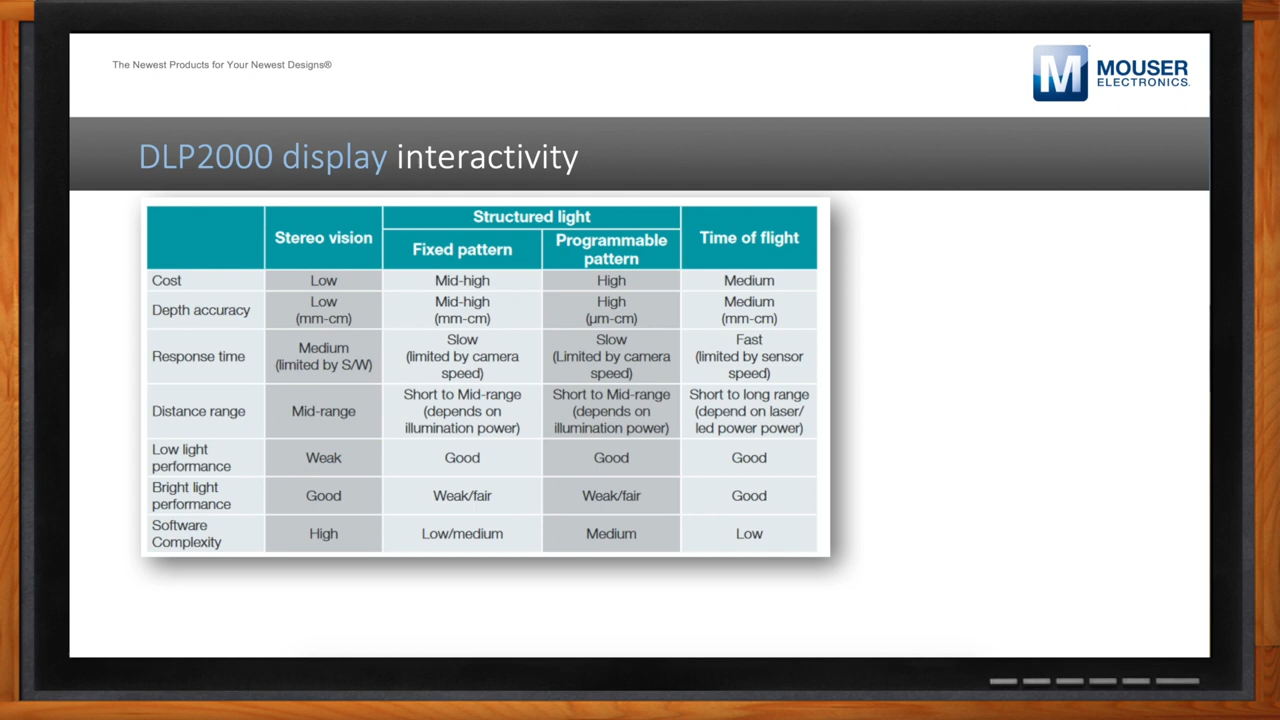 The Newest Products for Your Newest Designs®
M MOUSER
ELECTRONICS.
DLP2000 display interactivity
Stereo vision
Structured light
Fixed pattern
Programmable
pattern
Time of flight
Cost
Low
Mid-high
High
Medium
Depth accuracy
Low
(mm-cm)
Mid-high
(mm-cm)
High
(µm-cm)
Medium
(mm-cm)
Response time
Medium
(limited by S/W)
Slow
(limited by camera
speed)
Slow
(Limited by camera
speed)
Fast
(limited by sensor
speed)
Distance range
Mid-range
Short to Mid-range
(depends on
illumination power)
Short to Mid-range
(depends on
illumination power)
Short to long range
(depend on laser/
led power power)
Low light
performance
Weak
Good
Good
Good
Bright light
performance
Good
Weak/fair
Weak/fair
Good
Software
Complexity
High
Low/medium
Medium
Low